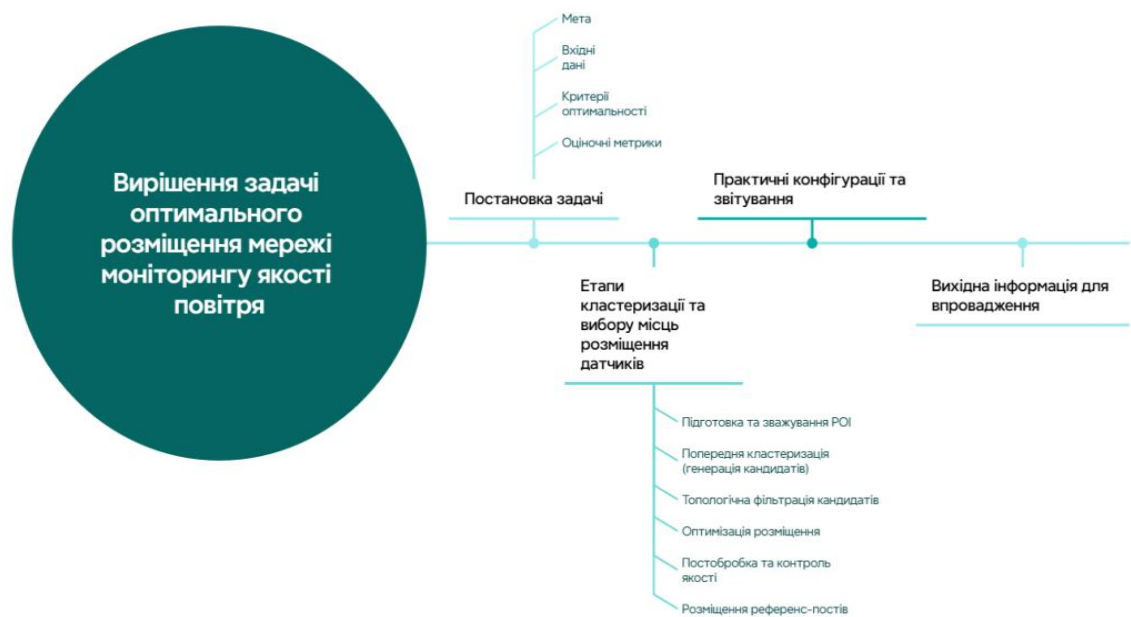 Вирішення задачі
оптимального
розміщення мережі
моніторингу якості
повітря
Мета
Вхідні
дані
Критерії
оптимальності
Оціночні метрики
Постановка задачі
Етапи
кластеризації та
вибору місць
розміщення
датчиків
Підготовка та зважування POI
Попередня кластеризація
(генерація кандидатів)
Топологічна фільтрація кандидатів
Оптимізація розміщення
Постобробка та контроль
якості
Розміщення референс-постів
Практичні конфігурації та
звітування
Вихідна інформація для
впровадження